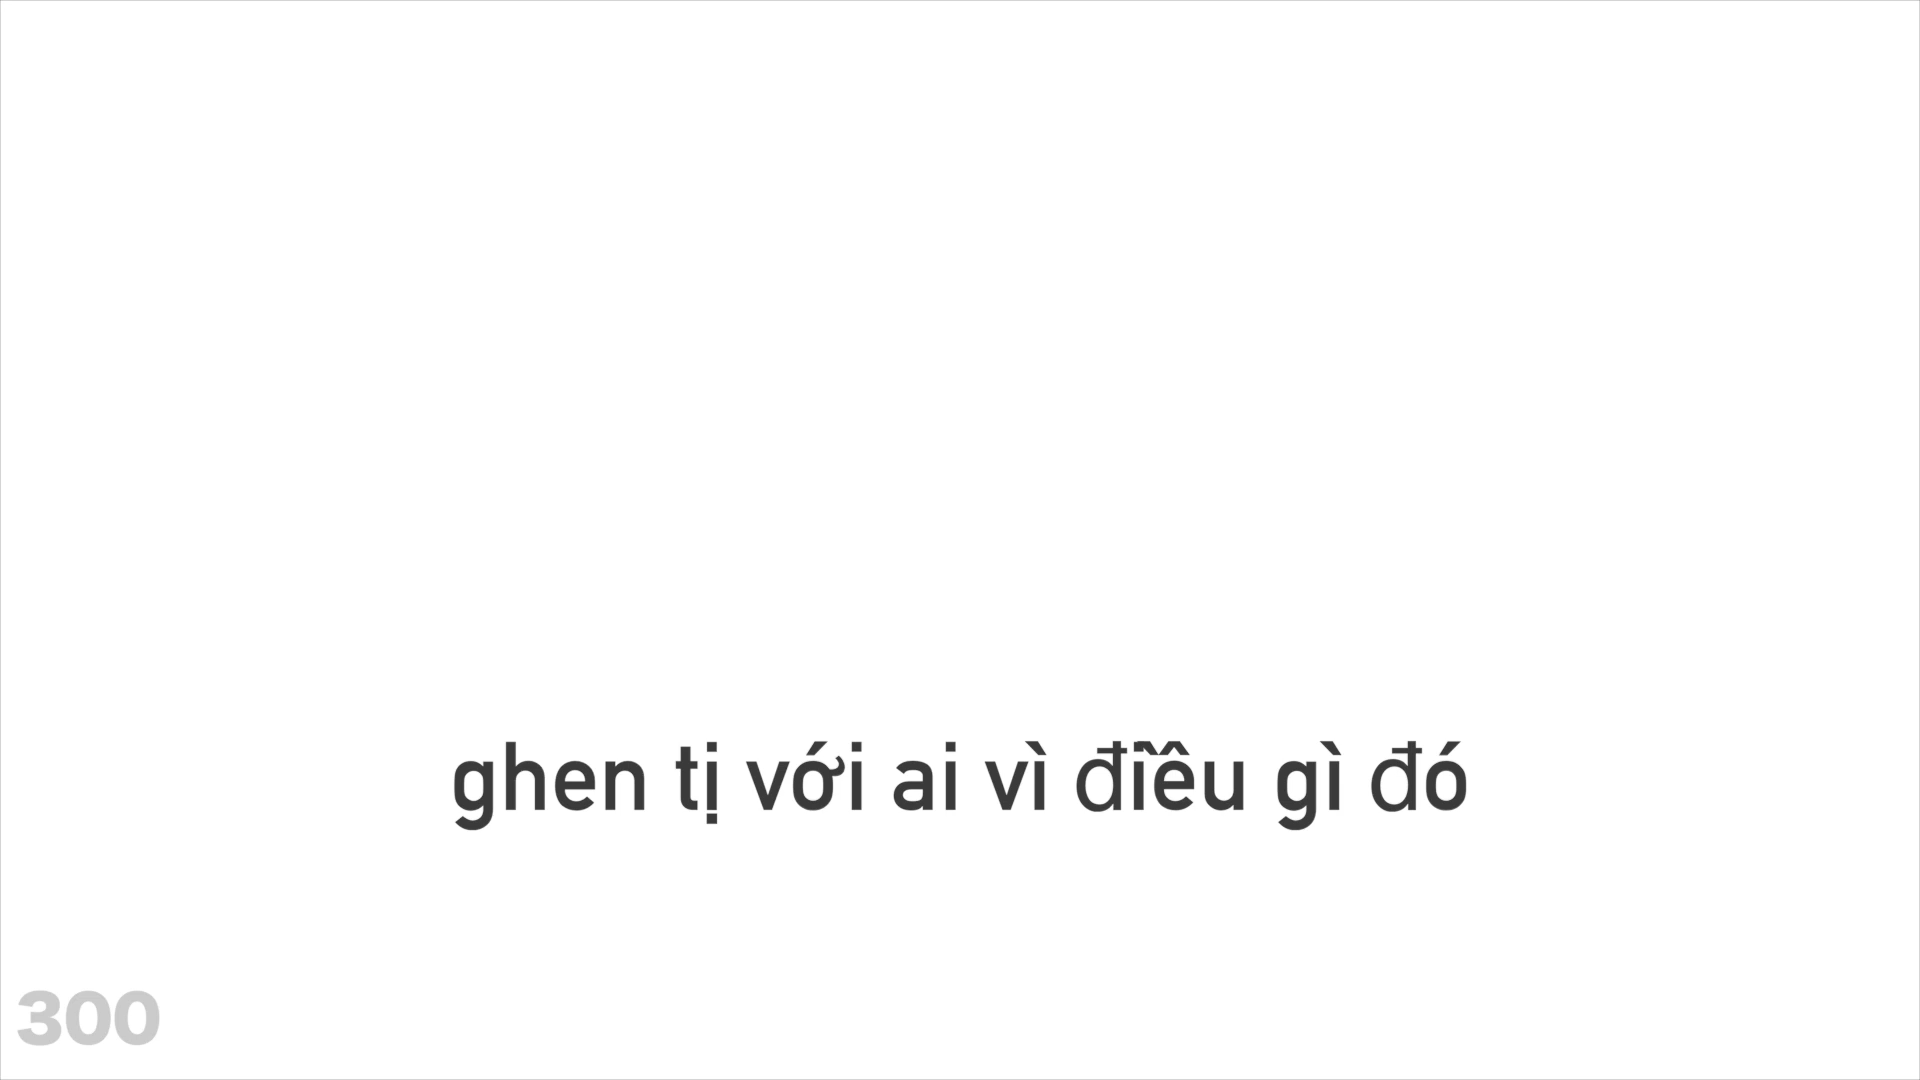 ghen tị với ai vì điều gì đó
300